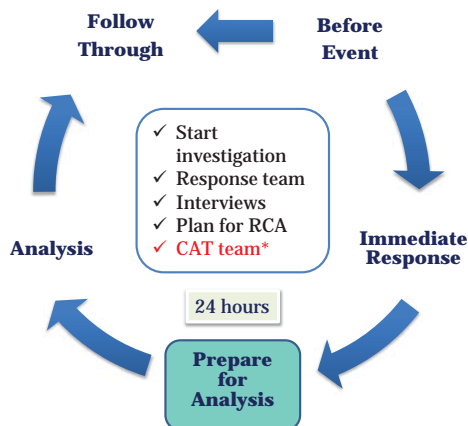 Follow
Through
Before
Event
✓ Start
investigation
✓ Response team
✓ Interviews
✓ Plan for RCA
✓ CAT team*
Analysis
Immediate
Response
24 hours
Prepare
for
Analysis